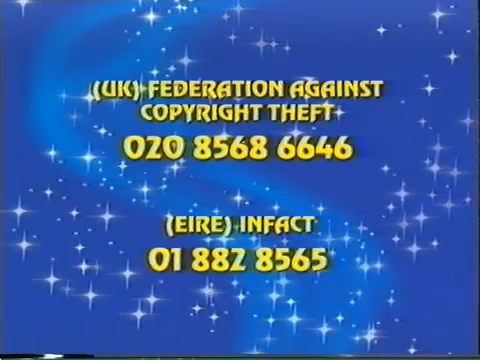 (UK) FEDERATION AGAINST
COPYRIGHT THEFT
020 8568 6646
(EIRE) INFACT
01 882 8565